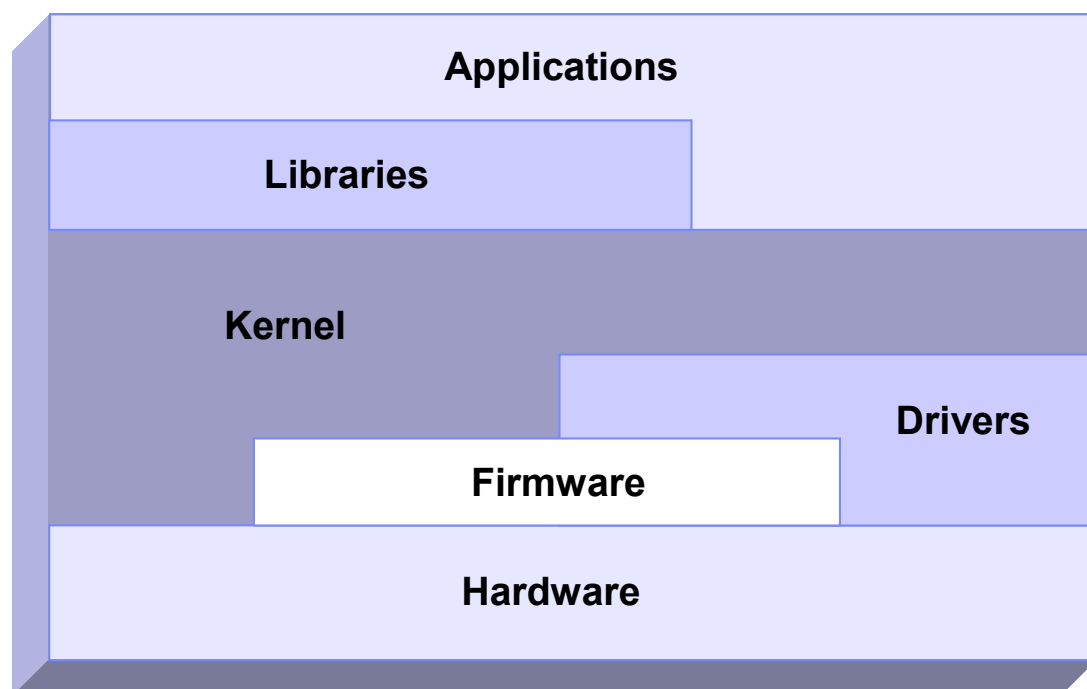 Applications
Libraries
Kernel
Drivers
Firmware
Hardware